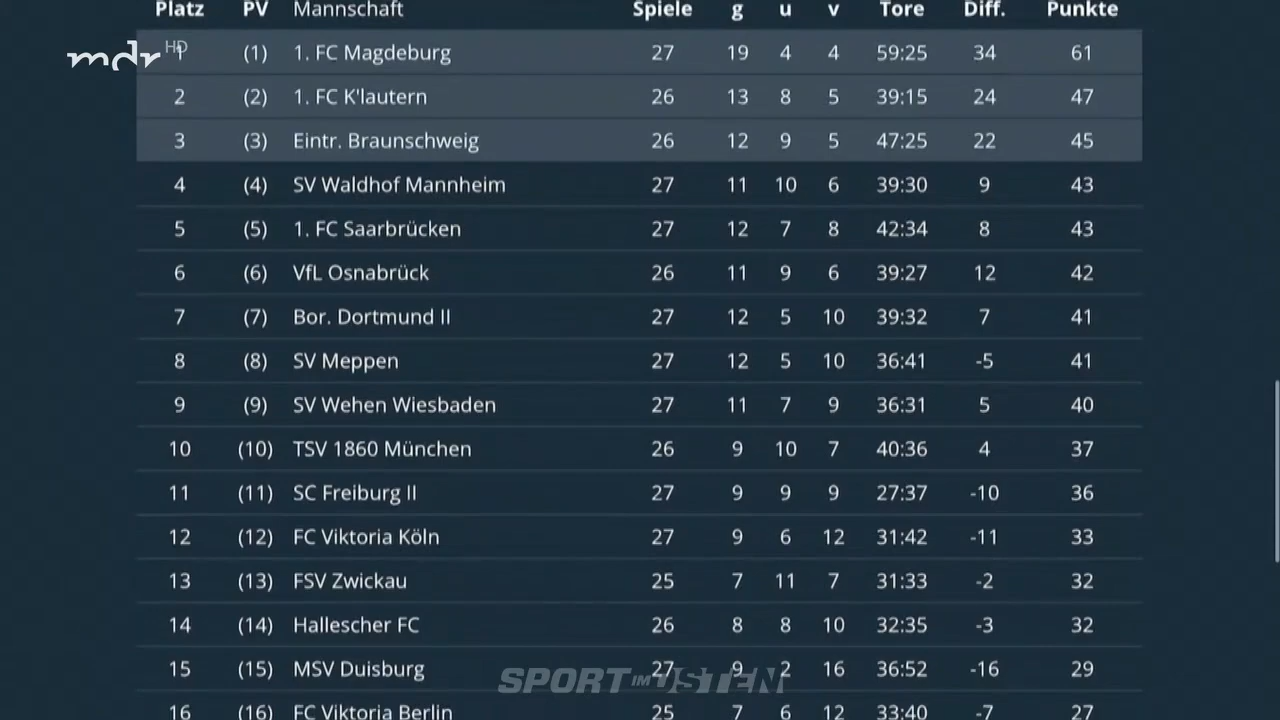 Platz PV Mannschaft Spiele g u v Tore Diff. Punkte
mdr HD
1 (1) 1. FC Magdeburg 27 19 4 4 59:25 34 61
2 (2) 1. FC K'lautern 26 13 8 5 39:15 24 47
3 (3) Eintr. Braunschweig 26 12 9 5 47:25 22 45
4 (4) SV Waldhof Mannheim 27 11 10 6 39:30 9 43
5 (5) 1. FC Saarbrücken 27 12 7 8 42:34 8 43
6 (6) VfL Osnabrück 26 11 9 6 39:27 12 42
7 (7) Bor. Dortmund II 27 12 5 10 39:32 7 41
8 (8) SV Meppen 27 12 5 10 36:41 -5 41
9 (9) SV Wehen Wiesbaden 27 11 7 9 36:31 5 40
10 (10) TSV 1860 München 26 9 10 7 40:36 4 37
11 (11) SC Freiburg II 27 9 9 9 27:37 -10 36
12 (12) FC Viktoria Köln 27 9 6 12 31:42 -11 33
13 (13) FSV Zwickau 25 7 11 7 31:33 -2 32
14 (14) Hallescher FC 26 8 8 10 32:35 -3 32
15 (15) MSV Duisburg 27 9 2 16 36:52 -16 29
SPORT IM OSTEN
16 (16) FC Viktoria Berlin 25 7 6 12 33:40 -7 27